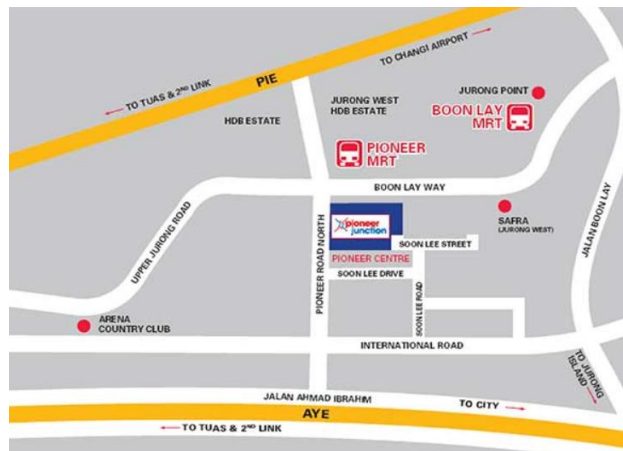 TO CHANGI AIRPORT
PIE
TO TUAS & 2ND LINK
HDB ESTATE
JURONG WEST
HDB ESTATE
JURONG POINT
BOON LAY
MRT
PIONEER
MRT
BOON LAY WAY
SAFRA
(JURONG WEST)
JALAN BOON LAY
UPPER JURONG ROAD
PIONEER ROAD NORTH
pioneer
junction
SOON LEE STREET
PIONEER CENTRE
SOON LEE DRIVE
SOON LEE ROAD
ARENA
COUNTRY CLUB
INTERNATIONAL ROAD
TO JURONG
ISLAND
JALAN AHMAD IBRAHIM
TO CITY
AYE
TO TUAS & 2ND LINK